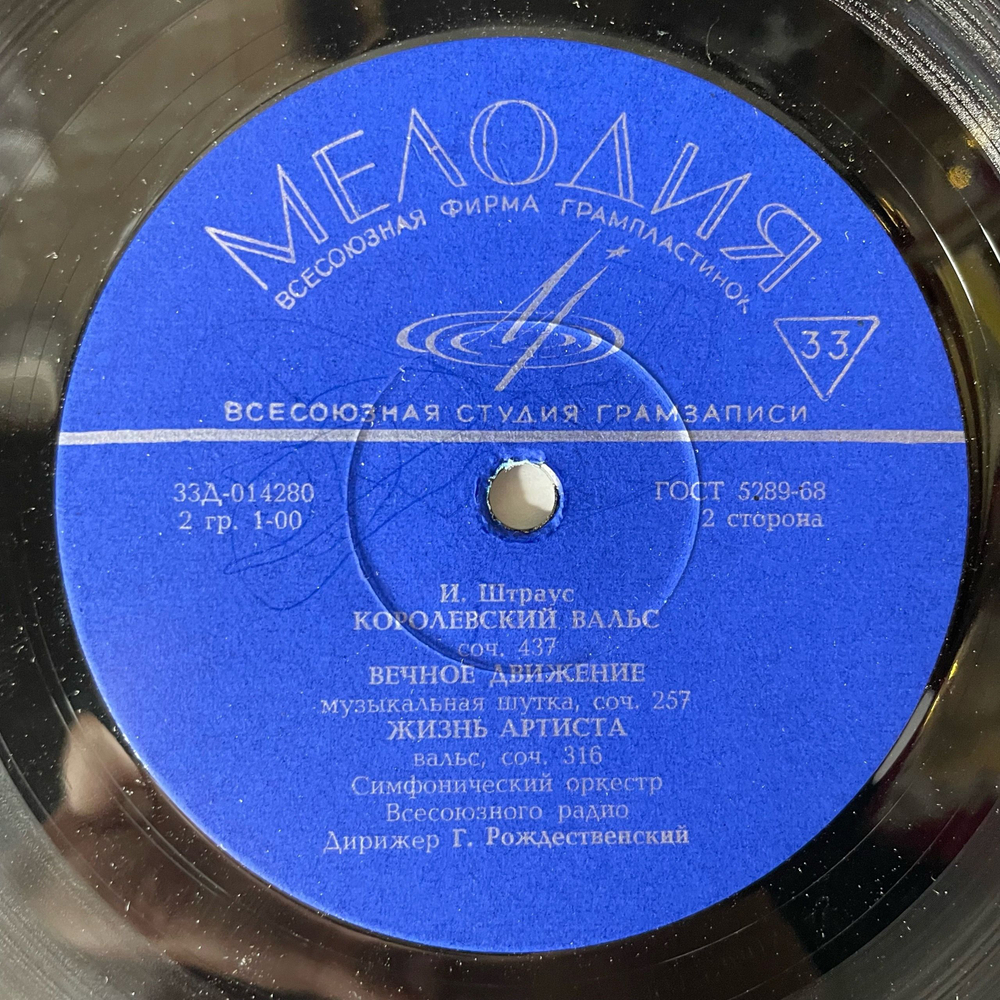 МЕЛОДИЯ
ВСЕСОЮЗНАЯ ФИРМА ГРАМПЛАСТИНОК
33
ВСЕСОЮЗНАЯ СТУДИЯ ГРАМЗАПИСИ
33Д-014280
2 гр. 1-00
ГОСТ 5289-68
2 сторона
И. Штраус
КОРОЛЕВСКИЙ ВАЛЬС
соч. 437
ВЕЧНОЕ ДВИЖЕНИЕ
музыкальная шутка, соч. 257
ЖИЗНЬ АРТИСТА
вальс, соч. 316
Симфонический оркестр
Всесоюзного радио
Дирижер Г. Рождественский